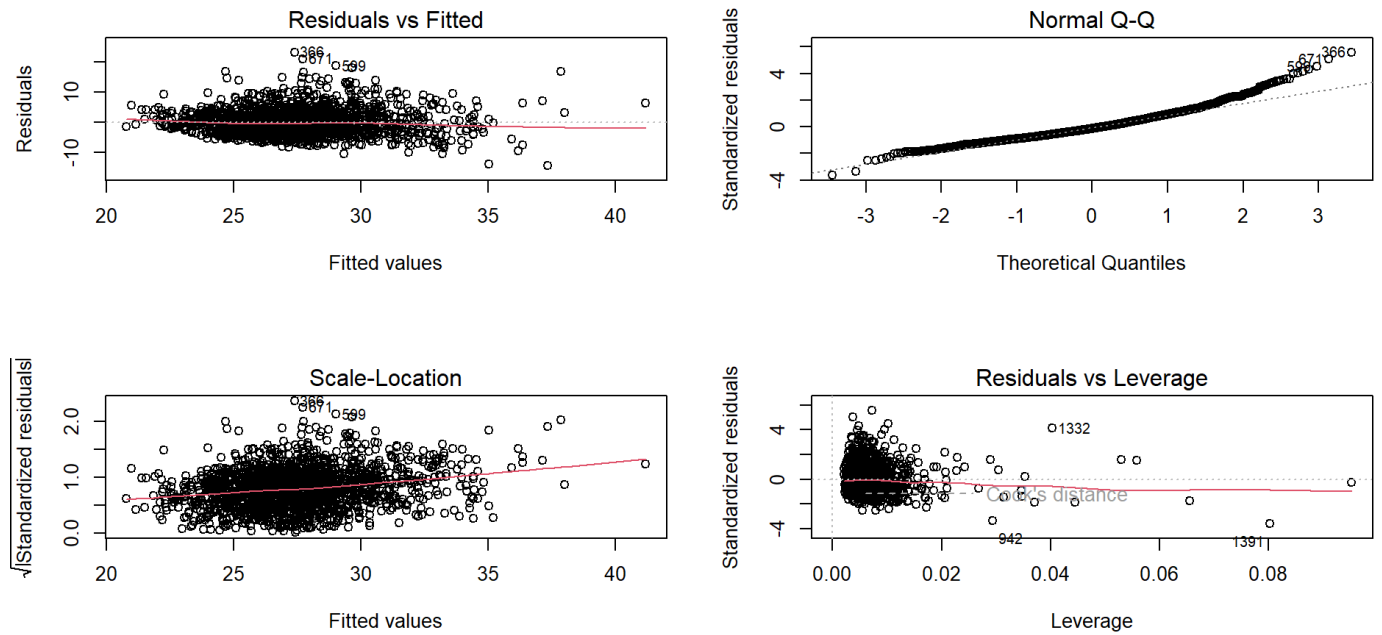 Residuals vs Fitted
Residuals
10
-10
366
671
599
20 25 30 35 40
Fitted values
Normal Q-Q
Standardized residuals
4
0
-4
599
671
366
-3 -2 -1 0 1 2 3
Theoretical Quantiles
Scale-Location
√|Standardized residuals|
2.0
1.0
0.0
366
671
599
20 25 30 35 40
Fitted values
Residuals vs Leverage
Standardized residuals
4
0
-4
1332
Cook's distance
942
1391
0.00 0.02 0.04 0.06 0.08
Leverage